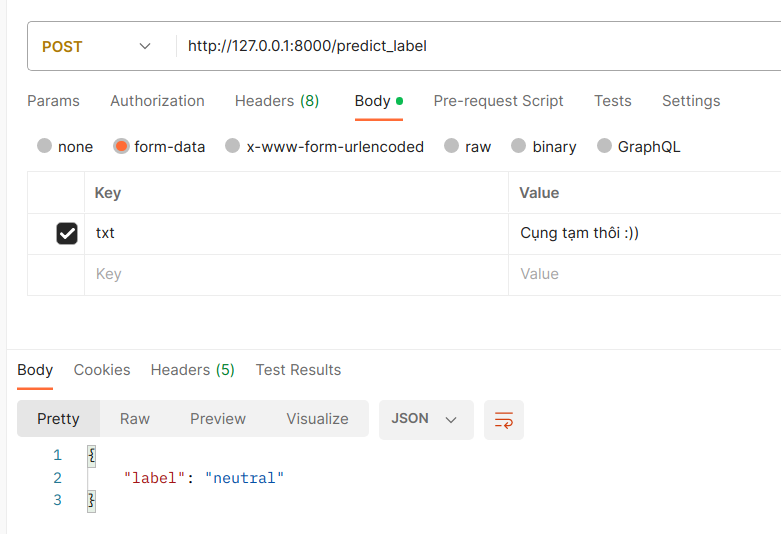 POST http://127.0.0.1:8000/predict_label
Params Authorization Headers (8) Body Pre-request Script Tests Settings
none form-data x-www-form-urlencoded raw binary GraphQL
Key Value
txt Cụng tạm thôi :))
Key Value
Body Cookies Headers (5) Test Results
Pretty Raw Preview Visualize JSON
1 {
2 "label": "neutral"
3 }